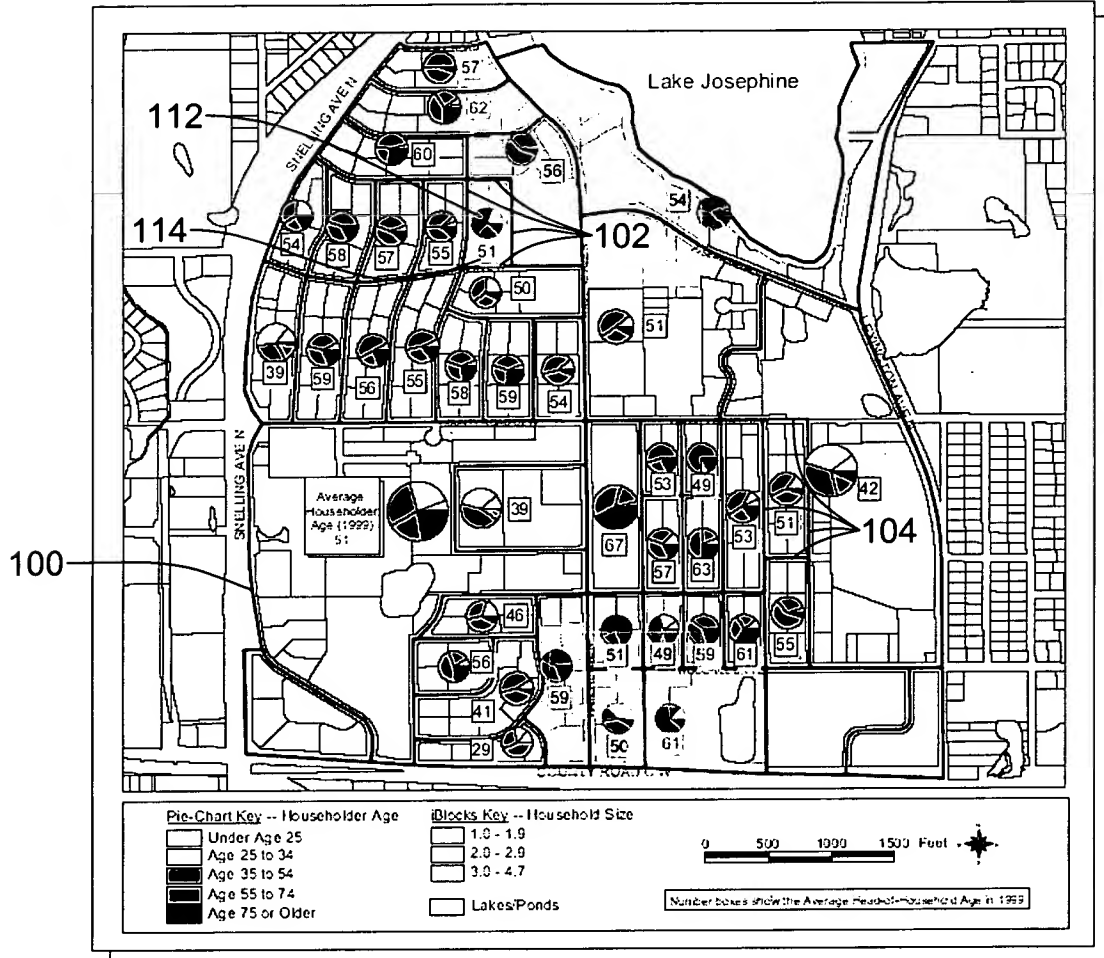 57
Lake Josephine
112
SNELLING AVE N
62
60
56
54
114
102
54
58
57
55
51
50
51
39
59
56
55
58
59
54
LEXINGTON AVE N
SNELLING AVE N
Average
Householder
Age (1999)
51
39
53
49
42
51
53
104
67
57
63
100
46
56
59
51
49
59
61
55
41
29
50
61
COUNTY ROAD C W
Pie-Chart Key -- Householder Age
Under Age 25
Age 25 to 34
Age 35 to 54
Age 55 to 74
Age 75 or Older
iBlocks Key -- Household Size
1.0 - 1.9
2.0 - 2.9
3.0 - 4.7
Lakes/Ponds
0 500 1000 1500 Feet
Number boxes show the Average Head-of-Household Age in 1999